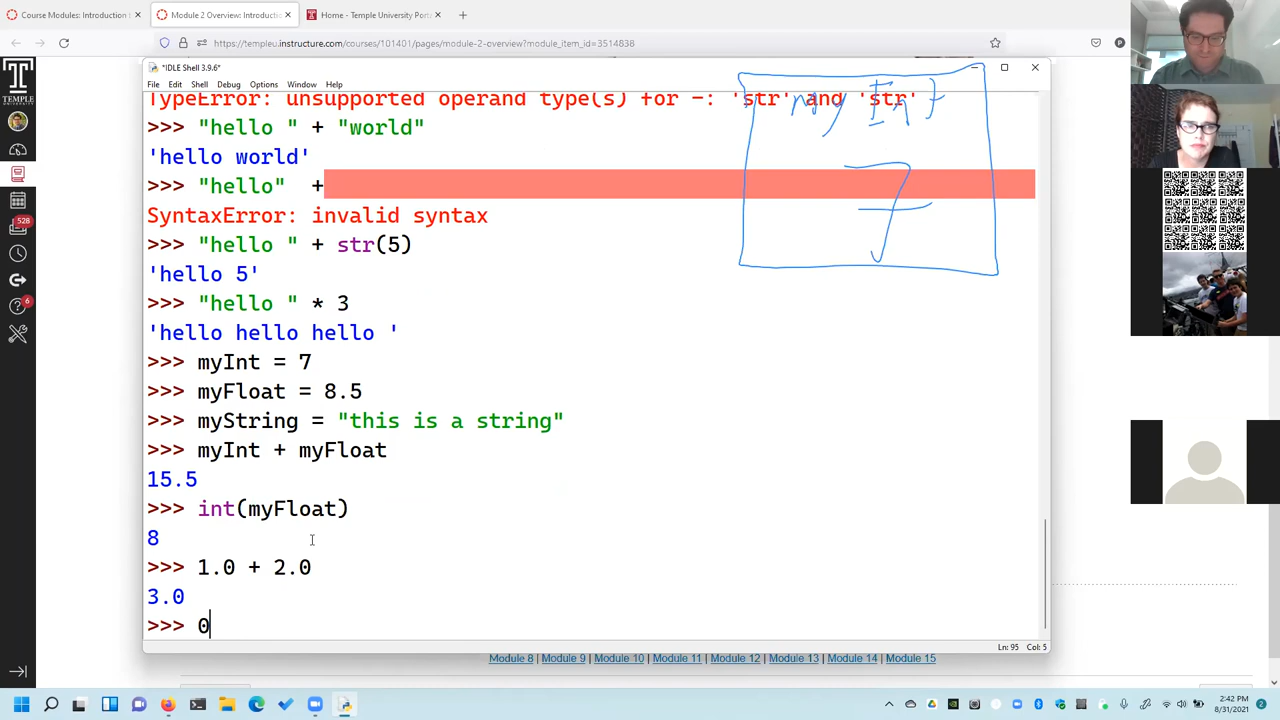 Course Modules: Introduction
Module 2 Overview: Introductio
Home - Temple University Port
https://templeu.instructure.com/courses/101401/pages/module-2-overview?module_item_id=3514838
*IDLE Shell 3.9.6*
File Edit Shell Debug Options Window Help
TypeError: unsupported operand type(s) for -: 'str' and 'str'
>>> "hello " + "world"
'hello world'
>>> "hello" +
SyntaxError: invalid syntax
>>> "hello " + str(5)
'hello 5'
>>> "hello " * 3
'hello hello hello '
>>> myInt = 7
>>> myFloat = 8.5
>>> myString = "this is a string"
>>> myInt + myFloat
15.5
>>> int(myFloat)
8
>>> 1.0 + 2.0
3.0
>>> 0
myInt
7
Ln: 95 Col: 5
TEMPLE UNIVERSITY
528
6
Module 8 | Module 9 | Module 10 | Module 11 | Module 12 | Module 13 | Module 14 | Module 15
2:42 PM
8/31/2021
2